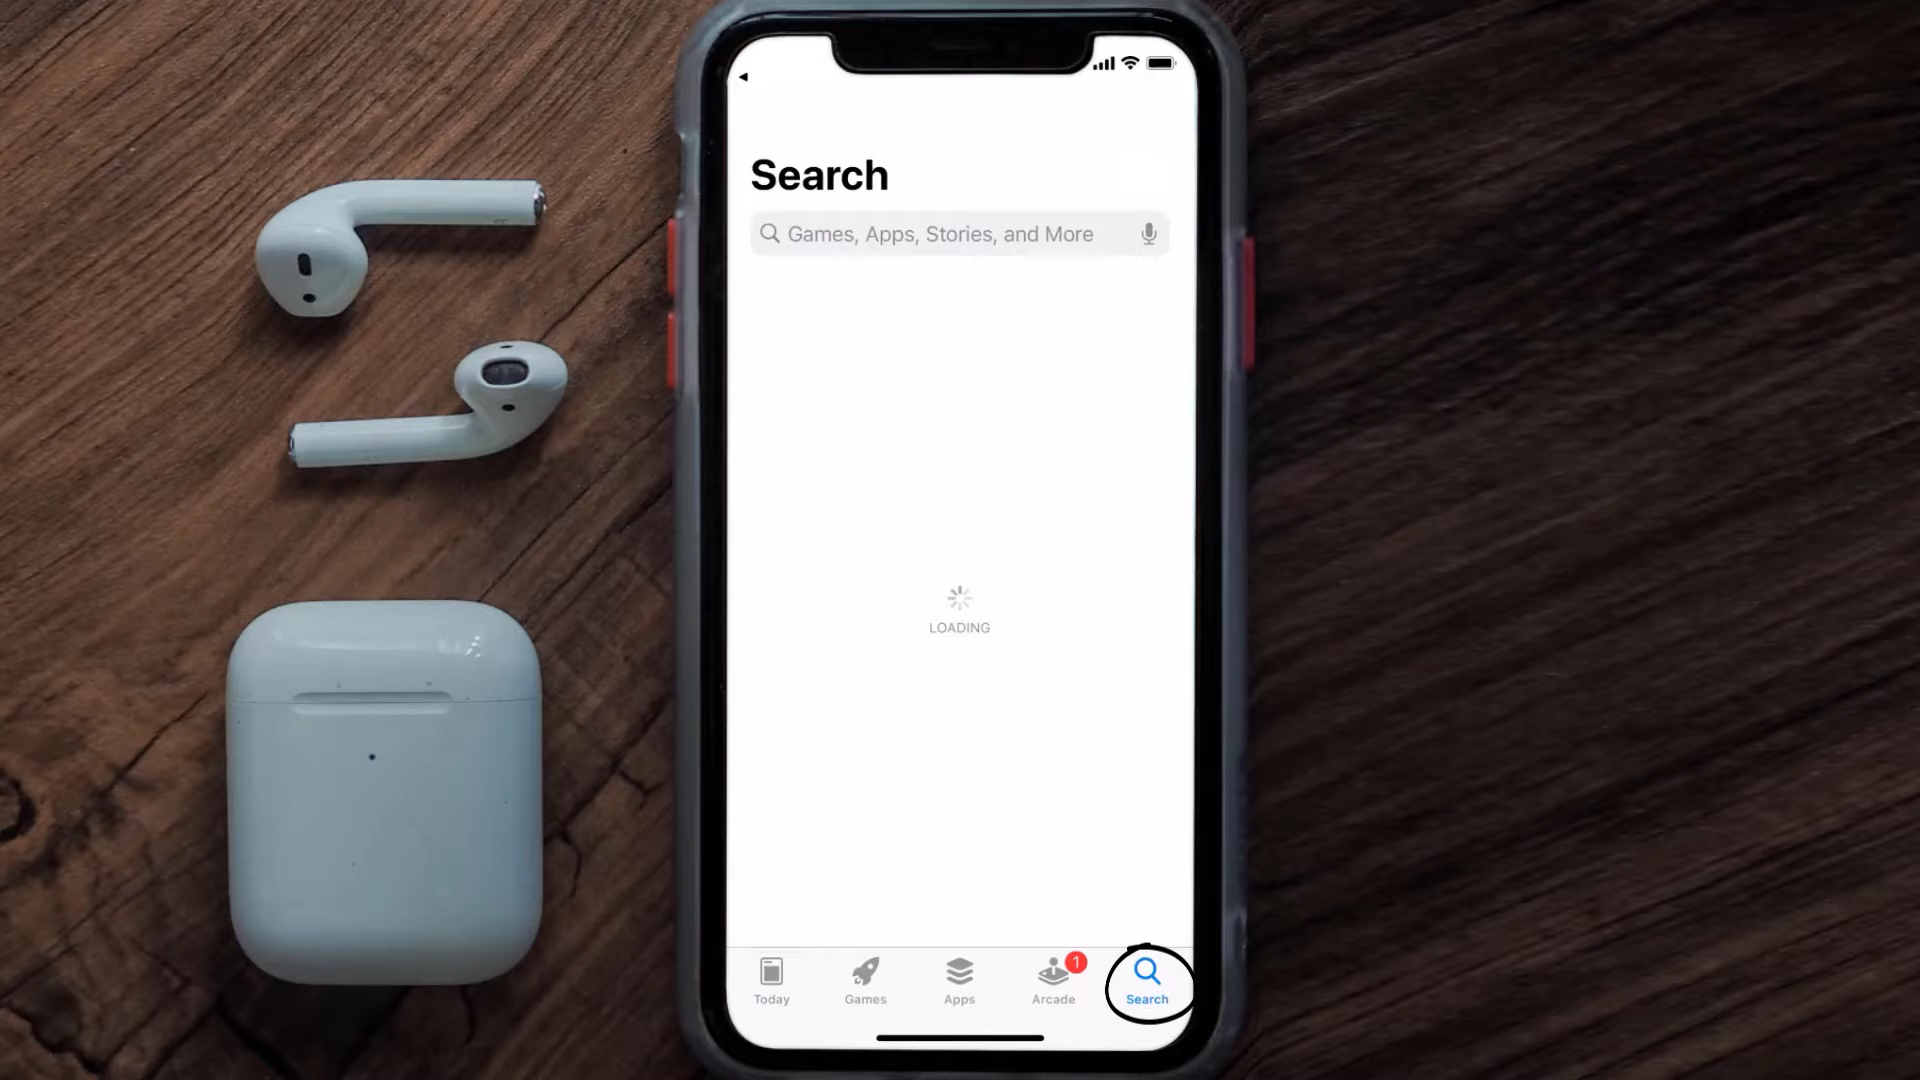 Search
Games, Apps, Stories, and More
LOADING
1
Today
Games
Apps
Arcade
Search